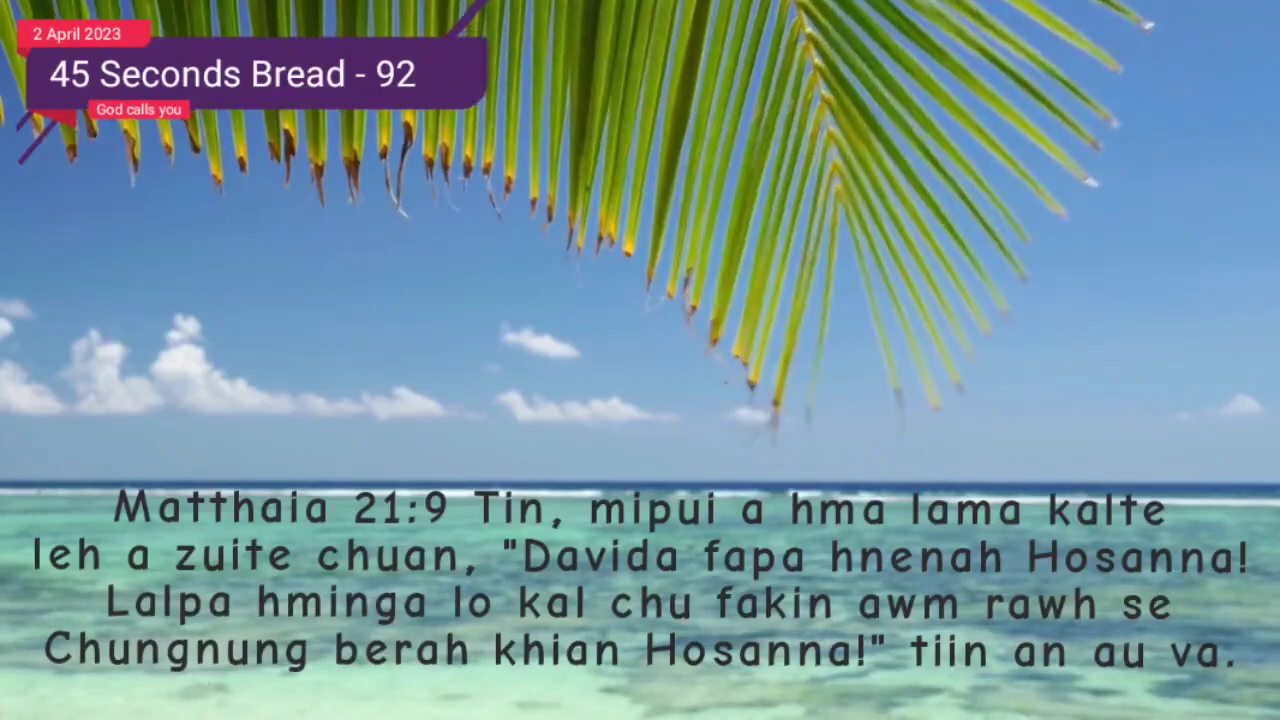 2 April 2023
45 Seconds Bread - 92
God calls you
Matthaia 21:9 Tin, mipui a hma lama kalte
leh a zuite chuan, "Davida fapa hnenah Hosanna!
Lalpa hminga lo kal chu fakin awm rawh se
Chungnung berah khian Hosanna!" tiin an au va.